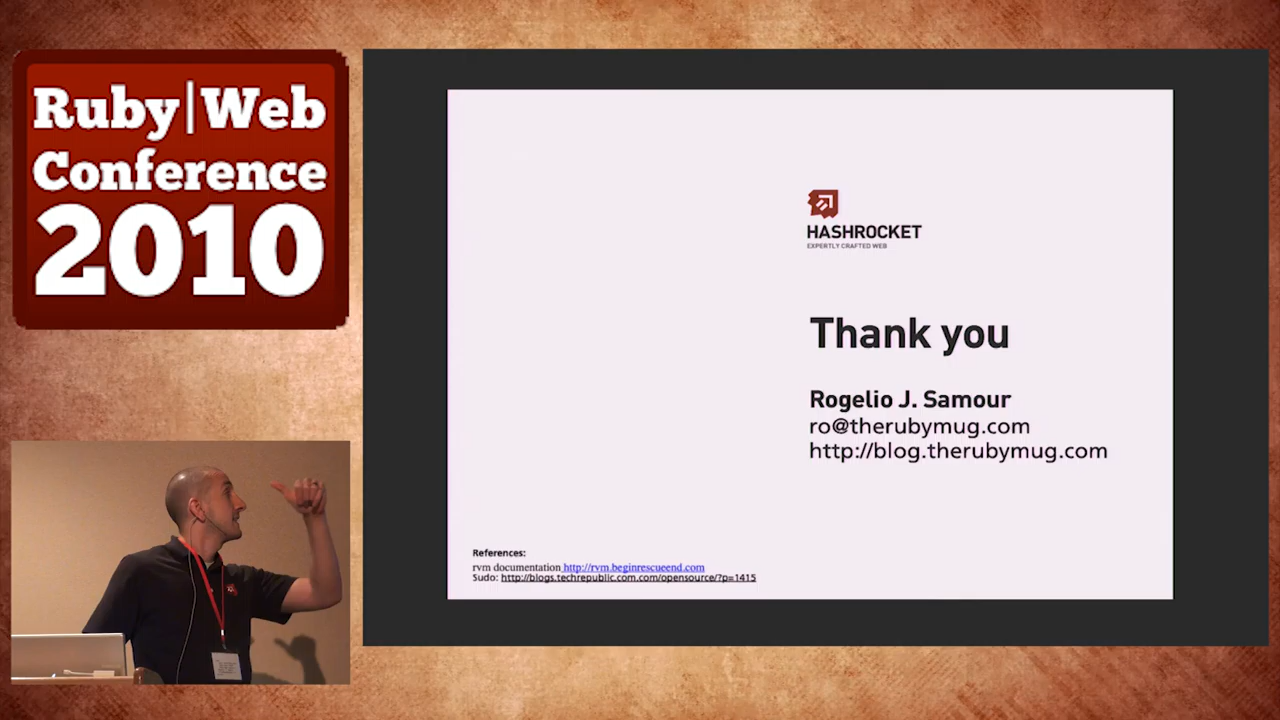 Ruby|Web
Conference
2010
HASHROCKET
EXPERTLY CRAFTED WEB
Thank you
Rogelio J. Samour
ro@therubymug.com
http://blog.therubymug.com
References:
rvm documentation http://rvm.beginrescueend.com
Sudo: http://blogs.techrepublic.com.com/opensource/?p=1415